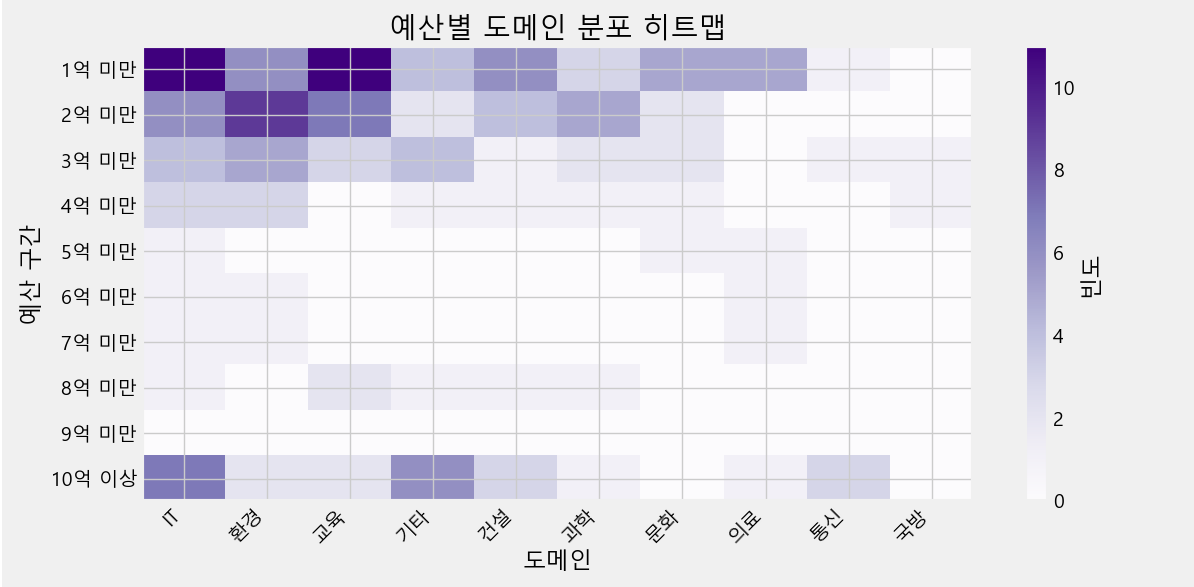 예산별 도메인 분포 히트맵
예산 구간
1억 미만
2억 미만
3억 미만
4억 미만
5억 미만
6억 미만
7억 미만
8억 미만
9억 미만
10억 이상
IT
환경
교육
기타
건설
과학
문화
의료
통신
국방
도메인
10
8
6
4
2
0
빈도